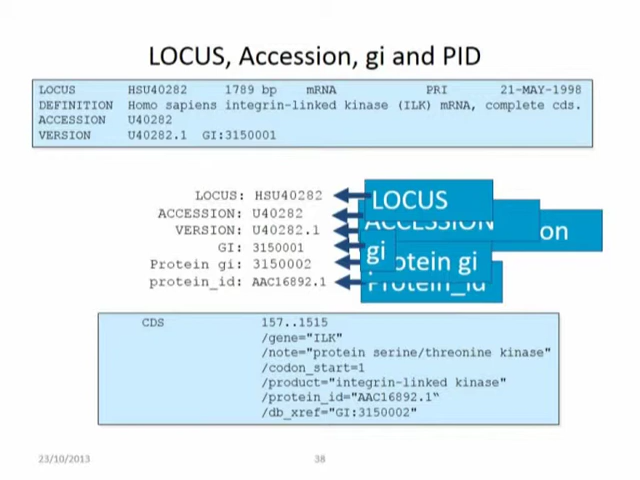 LOCUS, Accession, gi and PID
LOCUS HSU40282 1789 bp mRNA PRI 21-MAY-1998
DEFINITION Homo sapiens integrin-linked kinase (ILK) mRNA, complete cds.
ACCESSION U40282
VERSION U40282.1 GI:3150001
LOCUS: HSU40282
ACCESSION: U40282
VERSION: U40282.1
GI: 3150001
Protein gi: 3150002
protein_id: AAC16892.1
LOCUS
ACCESSION
on
gi
otein gi
Protein_id
CDS 157..1515
/gene="ILK"
/note="protein serine/threonine kinase"
/codon_start=1
/product="integrin-linked kinase"
/protein_id="AAC16892.1"
/db_xref="GI:3150002"
23/10/2013 38